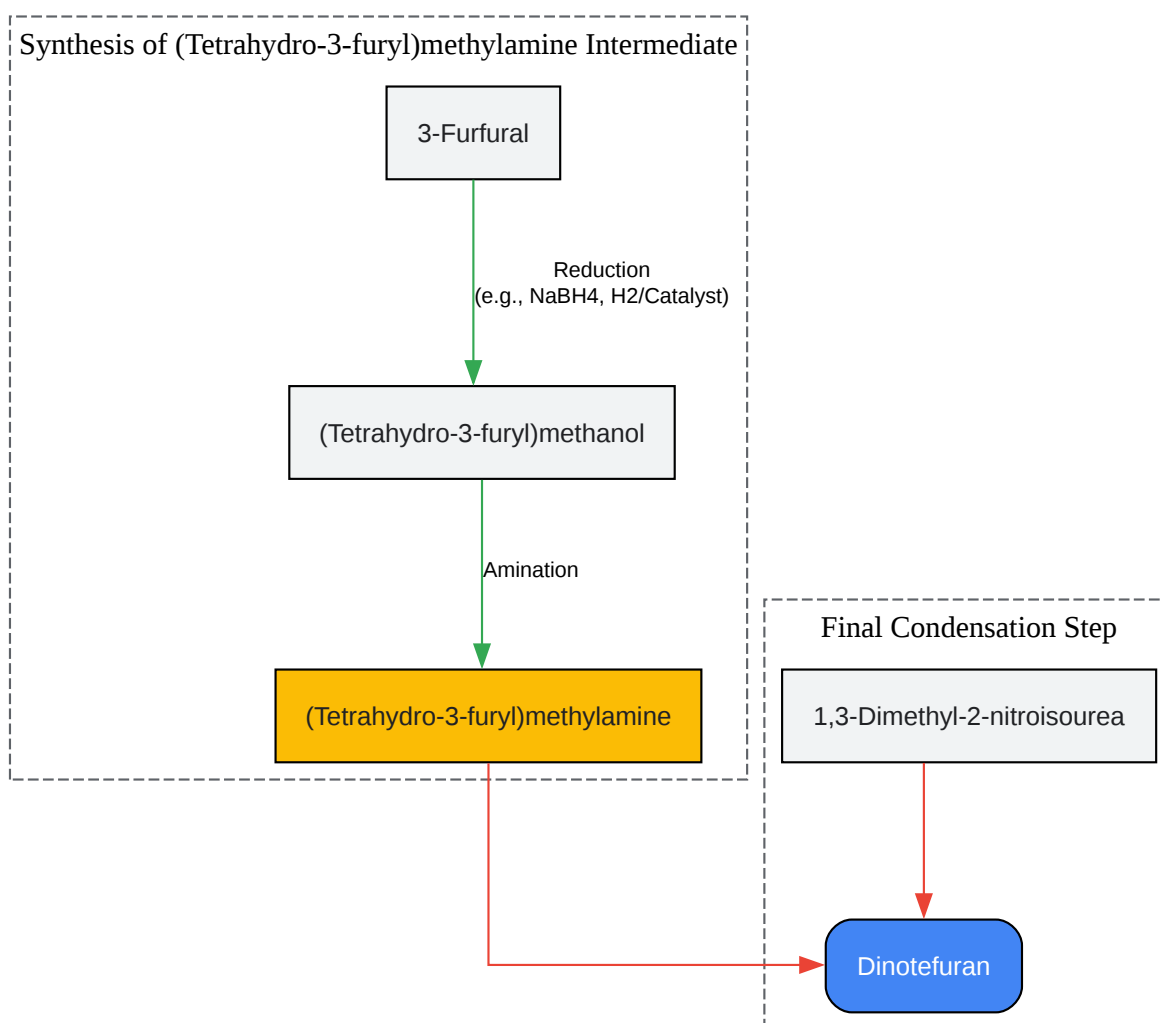 Synthesis of (Tetrahydro-3-furyl)methylamine Intermediate
3-Furfural
Reduction
(e.g., NaBH4, H2/Catalyst)
(Tetrahydro-3-furyl)methanol
Amination
(Tetrahydro-3-furyl)methylamine
Final Condensation Step
1,3-Dimethyl-2-nitroisourea
Dinotefuran